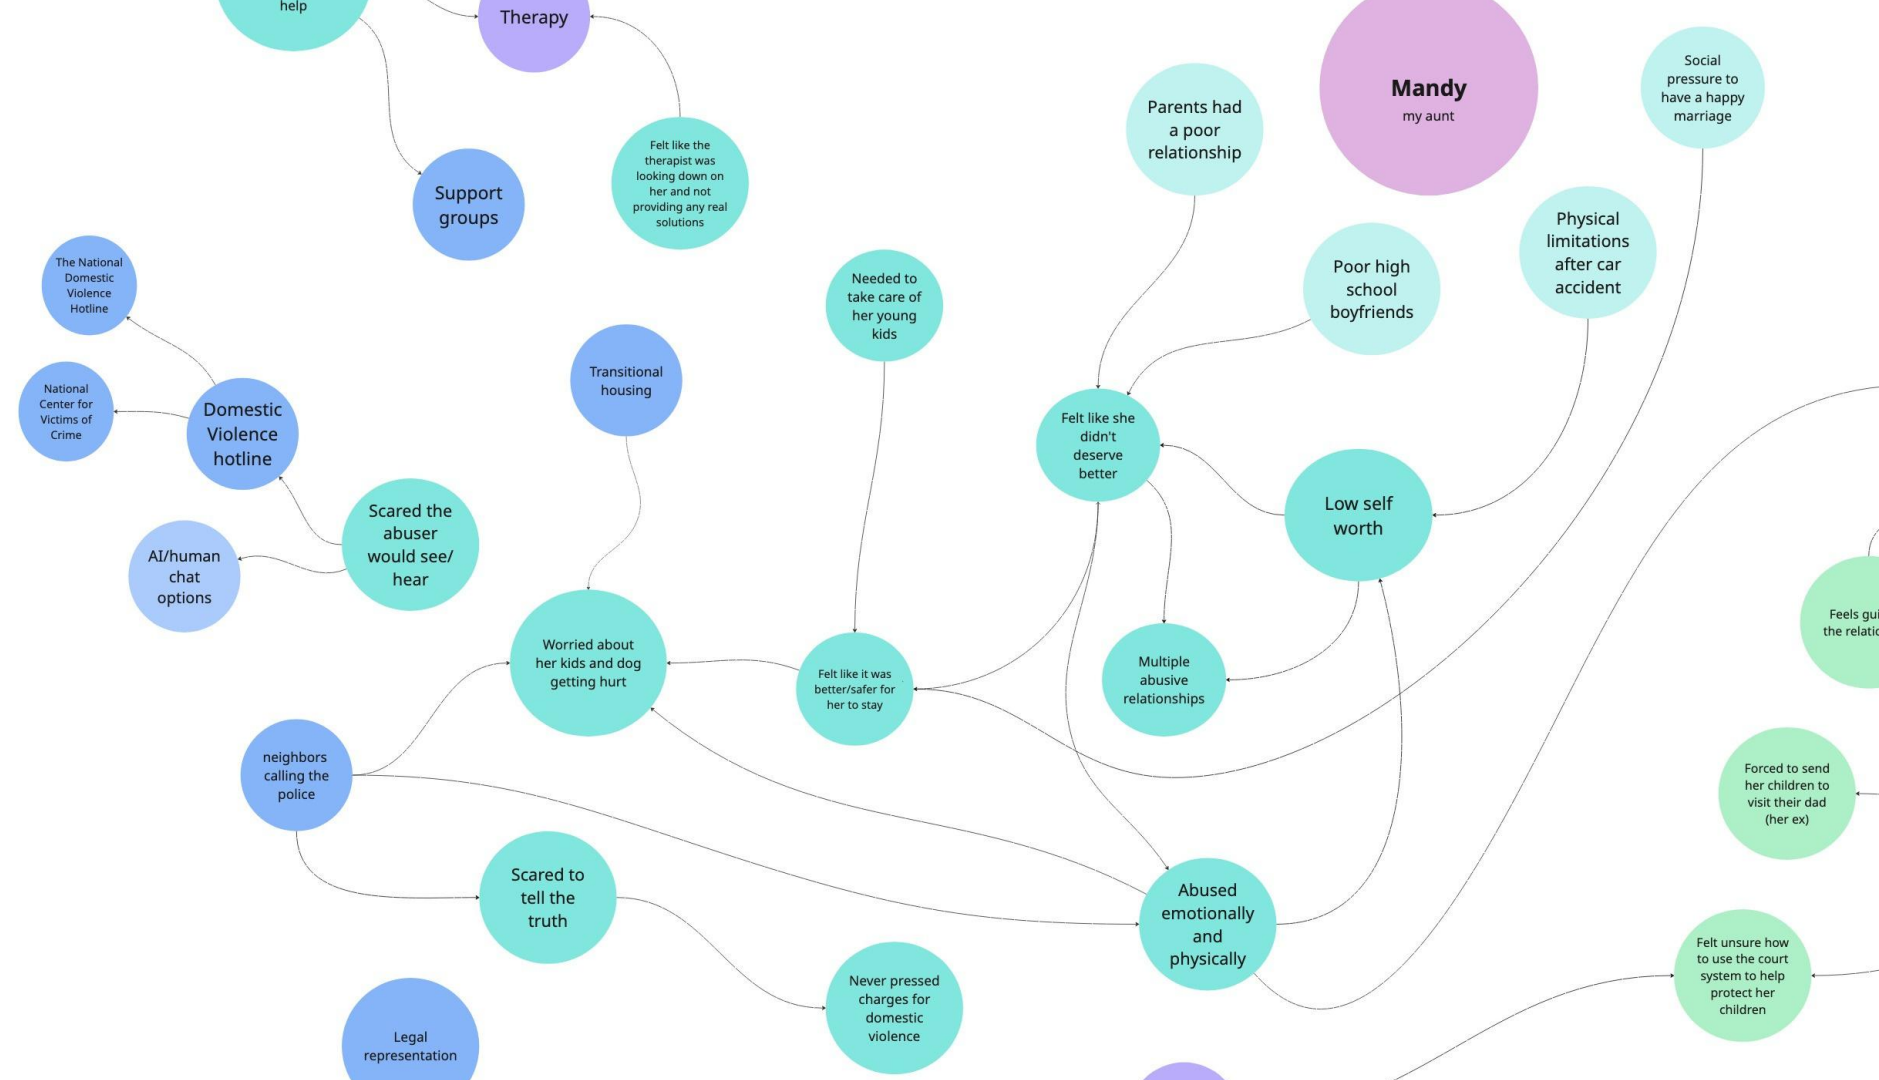 help
Therapy
Mandy
my aunt
Social
pressure to
have a happy
marriage
Parents had
a poor
relationship
Felt like the
therapist was
looking down on
her and not
providing any real
solutions
Support
groups
Physical
limitations
after car
accident
The National
Domestic
Violence
Hotline
Needed to
take care of
her young
kids
Poor high
school
boyfriends
Transitional
housing
National
Center for
Victims of
Crime
Domestic
Violence
hotline
Felt like she
didn't
deserve
better
Low self
worth
Scared the
abuser
would see/
hear
AI/human
chat
options
Feels
the
Worried about
her kids and dog
getting hurt
Felt like it was
better/safer for
her to stay
Multiple
abusive
relationships
neighbors
calling the
police
Forced to send
her children to
visit their dad
(her ex)
Scared to
tell the
truth
Abused
emotionally
and
physically
Felt unsure how
to use the court
system to help
protect her
children
Never pressed
charges for
domestic
violence
Legal
representation